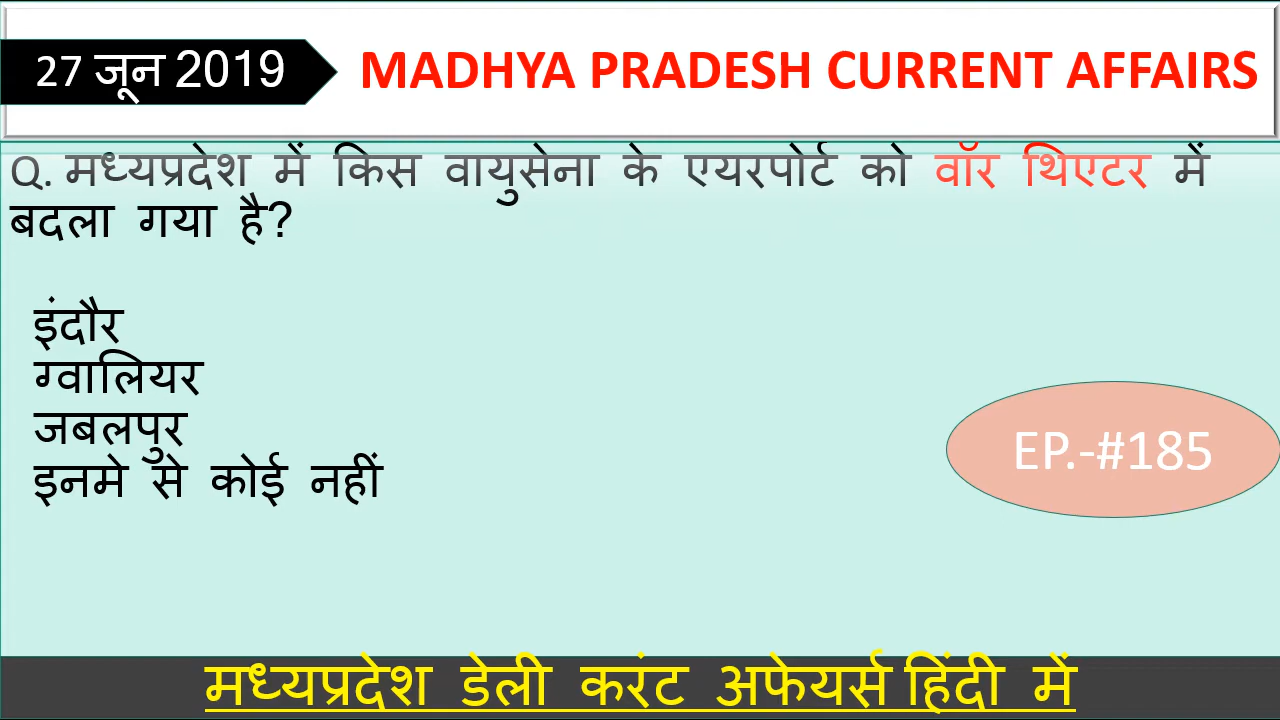 27 जून 2019
MADHYA PRADESH CURRENT AFFAIRS
Q. मध्यप्रदेश में किस वायुसेना के एयरपोर्ट को वॉर थिएटर में
बदला गया है?
इंदौर
ग्वालियर
जबलपुर
इनमे से कोई नहीं
EP.-#185
मध्यप्रदेश डेली करंट अफेयर्स हिंदी में